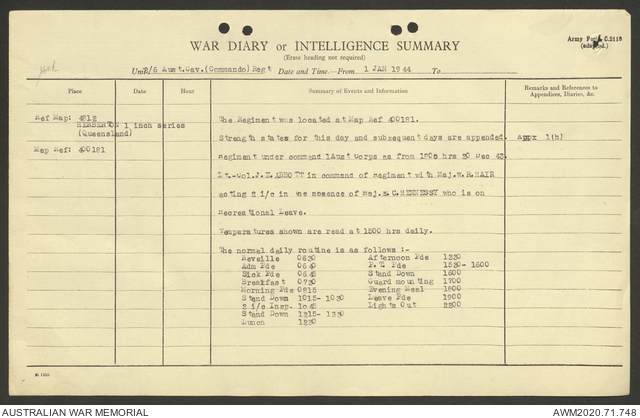 Army Form C.2118
WAR DIARY or INTELLIGENCE SUMMARY
(Erase heading not required)
Unit 2/6 Aust.Cav.(Commando)Regt Date and Time—From 1 JAN 1944 To
Place Date Hour Summary of Events and Information Remarks and References to
Appendices, Diaries, &c.
Ref Map: 4812
HERBERTON 1 inch series
(Queensland)
Map Ref: 400181
The Regiment was located at Map Ref 400181.
Strength states for this day and subsequent days are appended. Appx 1(h)
Regiment under command 1 Aust Corps as from 1800 hrs 20 Dec 43.
Lt.-Col.J.E.ABBOTT in command of regiment with Maj.W.R.HAIR
acting 2 i/c in the absence of Maj. C.HENNESSY who is on
Recreational Leave.
Temperatures shown are read at 1500 hrs daily.
The normal daily routine is as follows :-
Reveille 0630 Afternoon Pde 1330
Adm Pde 0640 P.T. Pde 1530 - 1600
Sick Pde 0640 Stand Down 1600
Breakfast 0730 Guard mounting 1700
Morning Pde 0815 Evening Meal 1800
Stand Down 1015- 1030 Leave Pde 1900
2 i/c Insp. 1045 Lights Out 2200
Stand Down 1215- 1330
Lunch 1230
AUSTRALIAN WAR MEMORIAL AWM2020.71.748